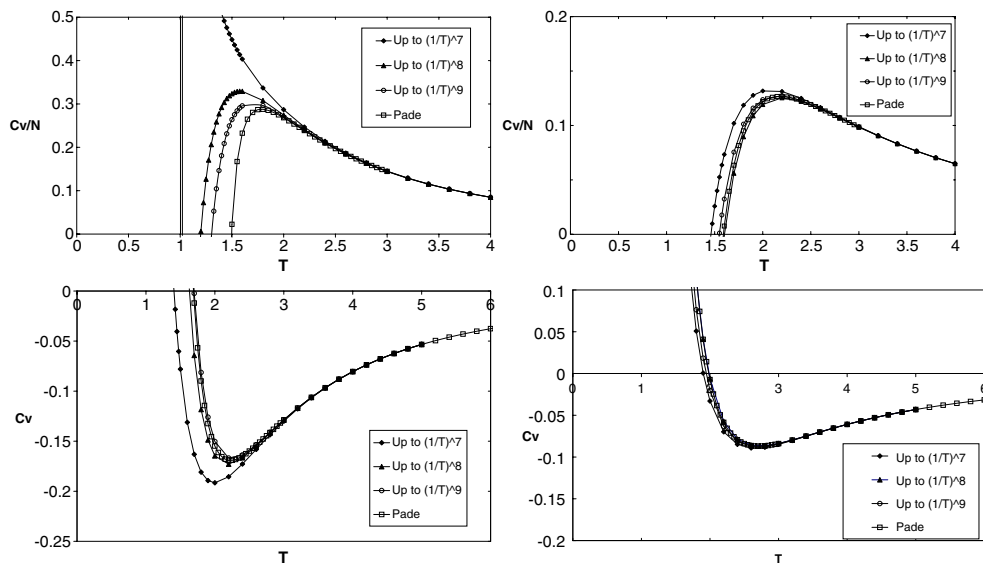 0.5
0.4
0.3
Cv/N
0.2
0.1
0
0 0.5 1 1.5 2 2.5 3 3.5 4
T
Up to (1/T)^7
Up to (1/T)^8
Up to (1/T)^9
Pade
0.2
Cv/N
0.1
0
0 0.5 1 1.5 2 2.5 3 3.5 4
T
Up to (1/T)^7
Up to (1/T)^8
Up to (1/T)^9
Pade
0
0 1 2 3 4 5 6
-0.05
-0.1
Cv
-0.15
-0.2
-0.25
T
Up to (1/T)^7
Up to (1/T)^8
Up to (1/T)^9
Pade
0.1
0.05
0
0 1 2 3 4 5 6
-0.05
Cv
-0.1
-0.15
-0.2
T
Up to (1/T)^7
Up to (1/T)^8
Up to (1/T)^9
Pade